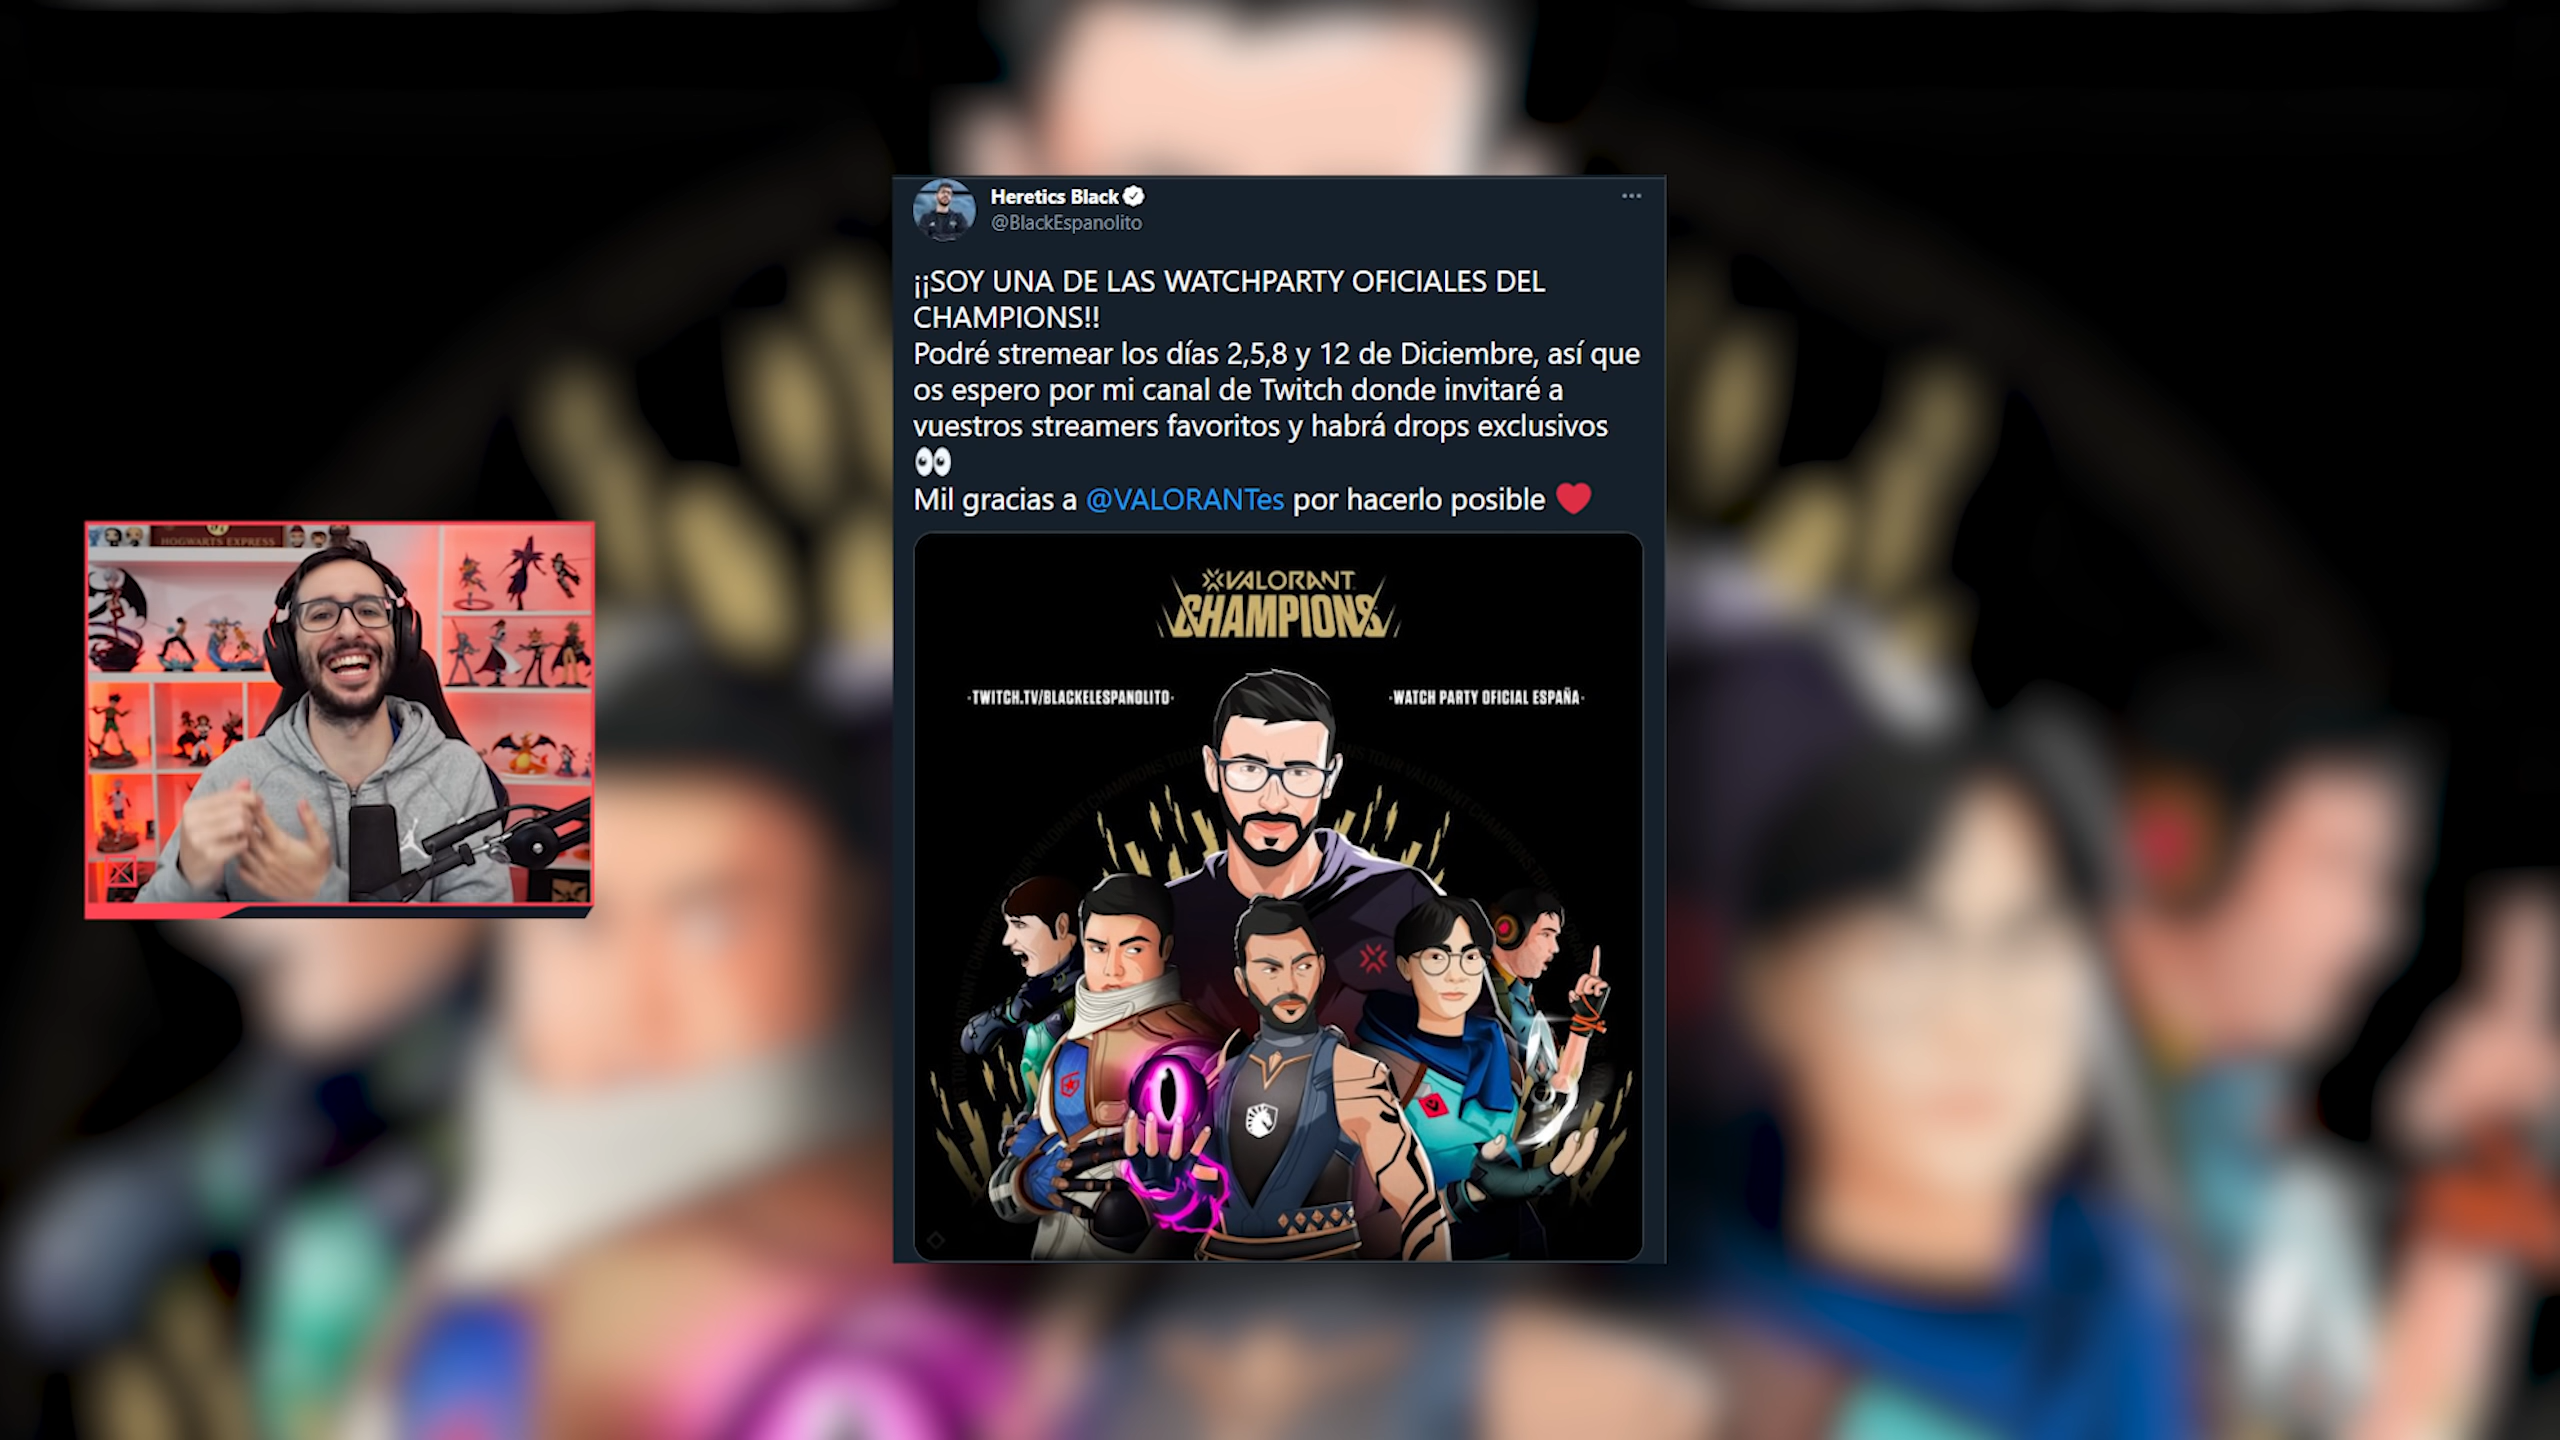 HOGWARTS EXPRESS
Heretics Black
@BlackEspanolito
¡¡SOY UNA DE LAS WATCHPARTY OFICIALES DEL
CHAMPIONS!!
Podré stremear los días 2,5,8 y 12 de Diciembre, así que
os espero por mi canal de Twitch donde invitaré a
vuestros streamers favoritos y habrá drops exclusivos
👀
Mil gracias a @VALORANTes por hacerlo posible ❤️
VALORANT
CHAMPIONS
·TWITCH.TV/BLACKELESPANOLITO·
·WATCH PARTY OFICIAL ESPAÑA·